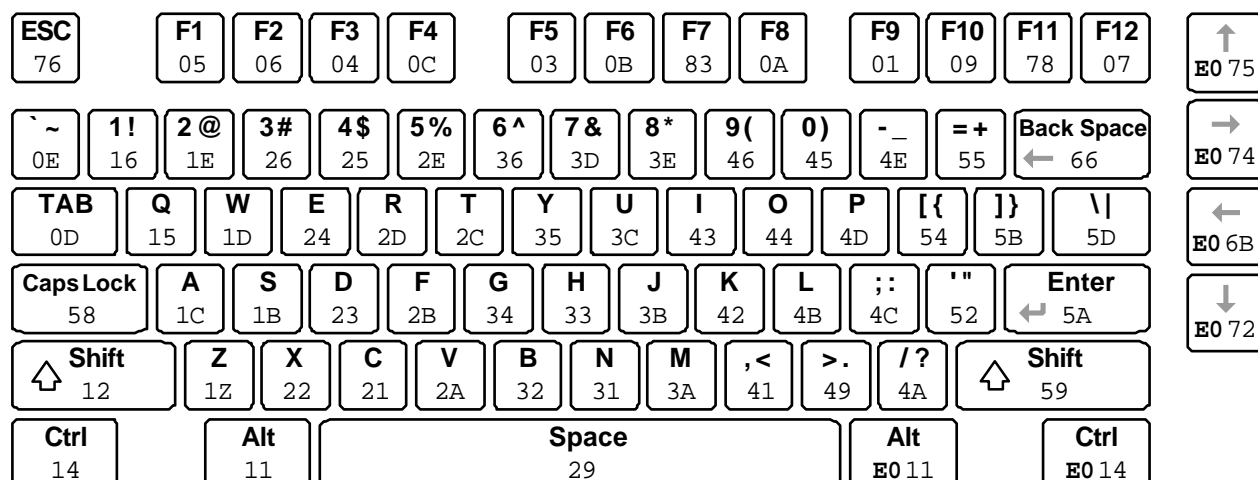 ESC F1 F2 F3 F4 F5 F6 F7 F8 F9 F10 F11 F12 ↑
76 05 06 04 0C 03 0B 83 0A 01 09 78 07 E0 75
` ~ 1! 2@ 3# 4$ 5% 6^ 7& 8* 9( 0) -_ =+ Back Space →
0E 16 1E 26 25 2E 36 3D 3E 46 45 4E 55 ← 66 E0 74
TAB Q W E R T Y U I O P [{ ]} \| ←
0D 15 1D 24 2D 2C 35 3C 43 44 4D 54 5B 5D E0 6B
Caps Lock A S D F G H J K L ;: '" Enter ↓
58 1C 1B 23 2B 34 33 3B 42 4B 4C 52 ↵ 5A E0 72
Shift Z X C V B N M ,< >. /? Shift
12 1Z 22 21 2A 32 31 3A 41 49 4A 59
Ctrl Alt Space Alt Ctrl
14 11 29 E0 11 E0 14